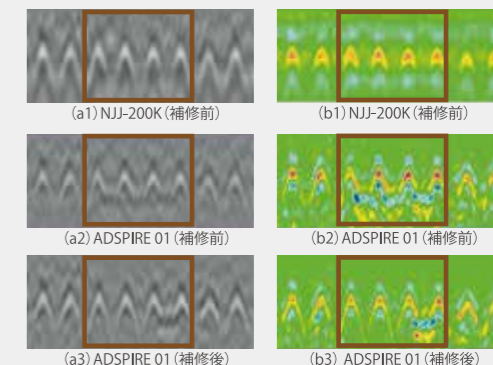 (a1) NJJ-200K (補修前)
(b1) NJJ-200K (補修前)
(a2) ADSPIRE 01 (補修前)
(b2) ADSPIRE 01 (補修前)
(a3) ADSPIRE 01 (補修後)
(b3) ADSPIRE 01 (補修後)